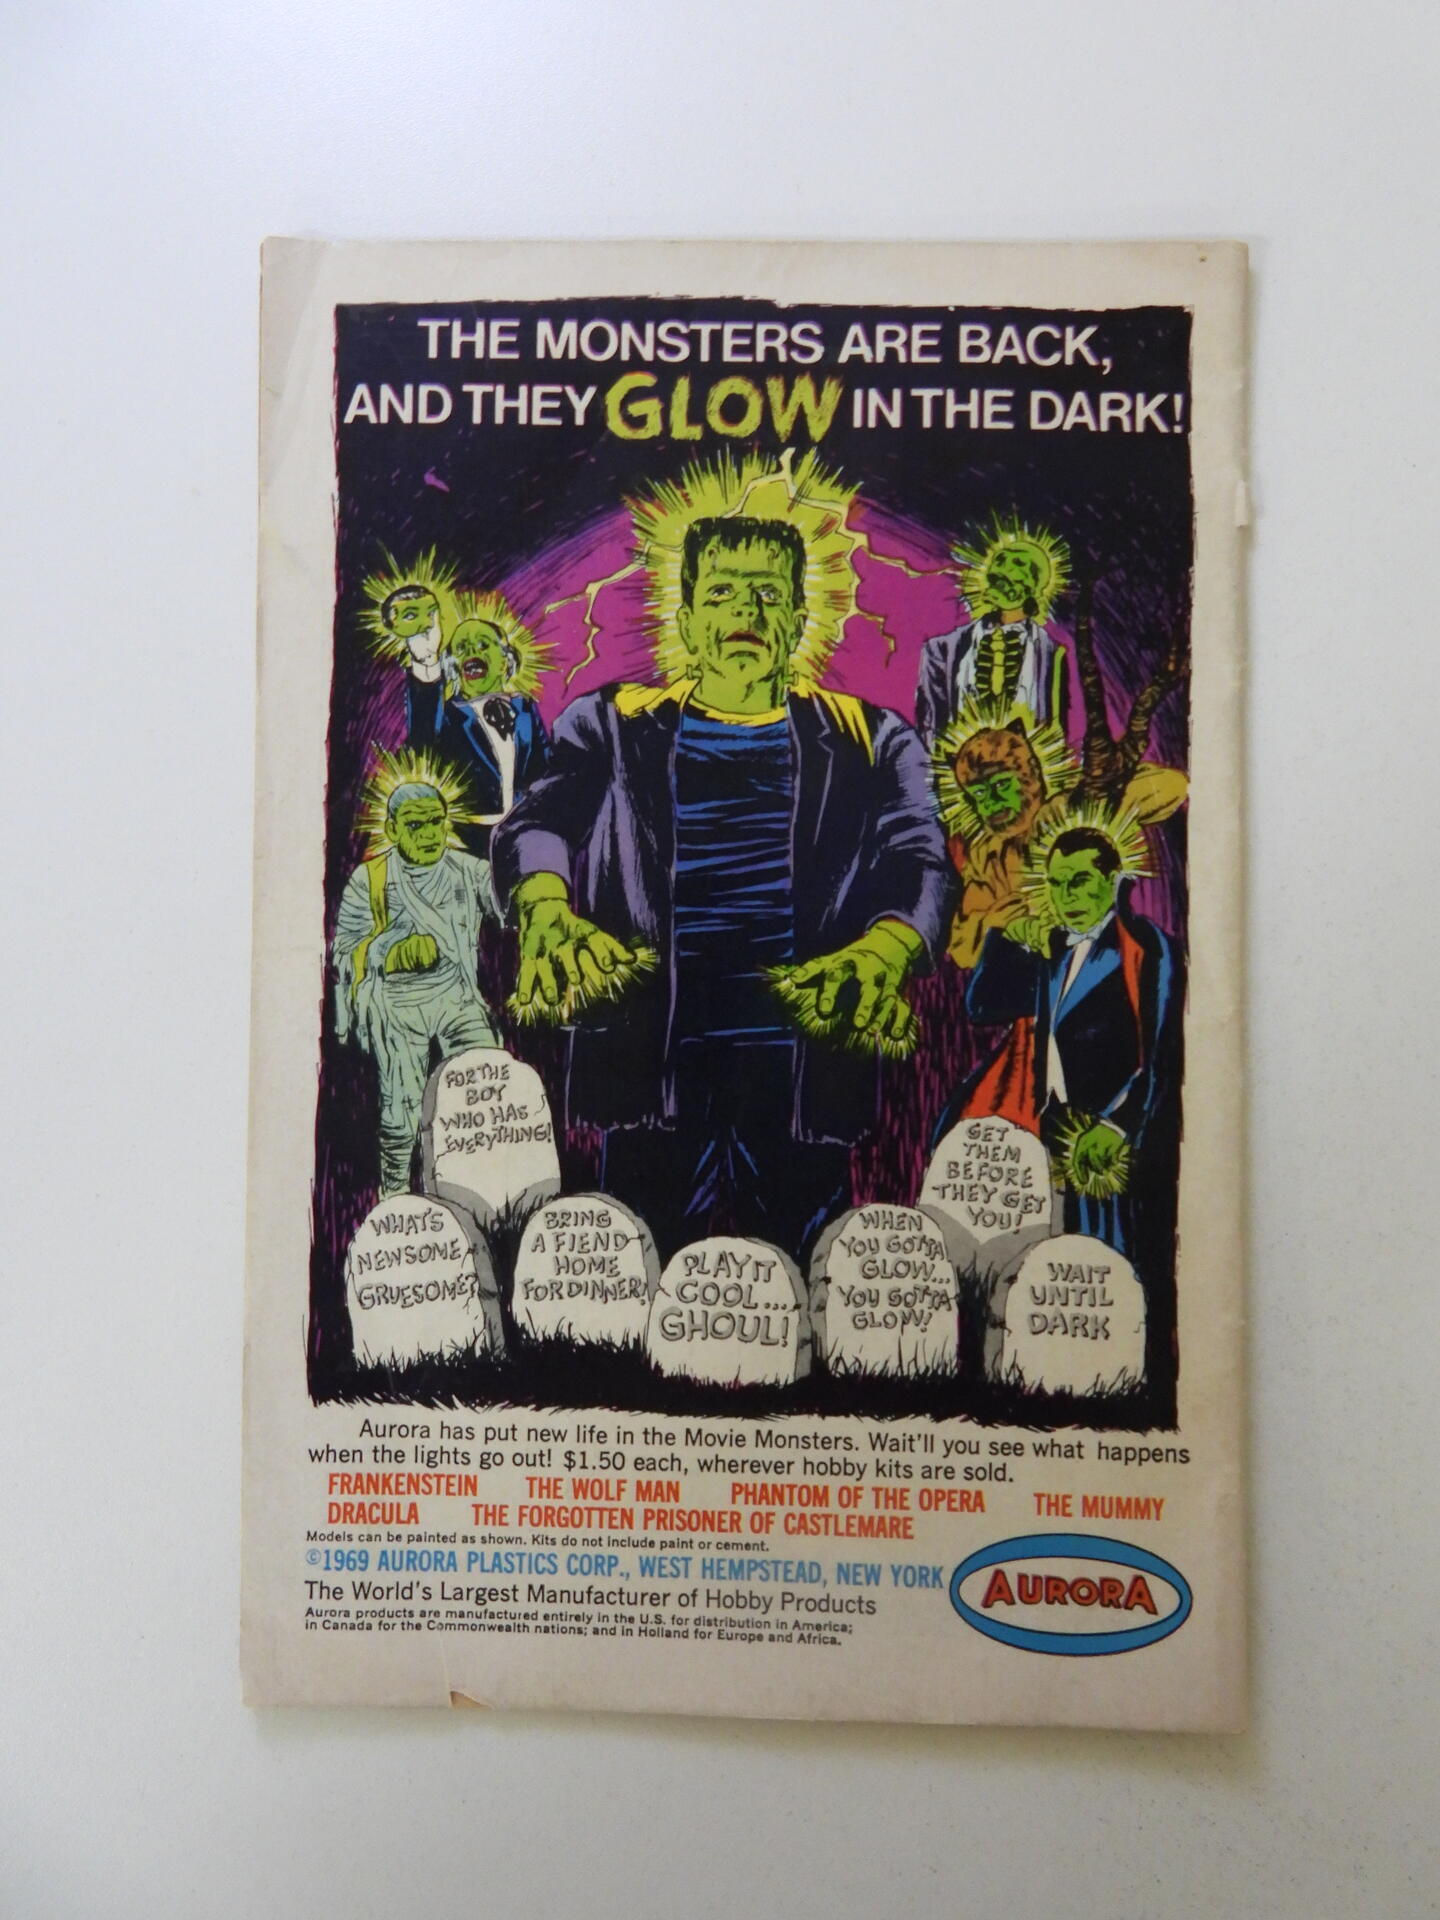 THE MONSTERS ARE BACK,
AND THEY GLOW IN THE DARK!
FOR THE
BOY
WHO HAS
EVERYTHING!
GET
THEM
BEFORE
THEY GET
YOU!
WHAT'S
NEWSOME
GRUESOME?
BRING
A FIEND
HOME
FOR DINNER!
PLAY IT
COOL...
GHOUL!
WHEN
YOU GOTTA
GLOW...
YOU GOTTA
GLOW!
WAIT
UNTIL
DARK
Aurora has put new life in the Movie Monsters. Wait'll you see what happens
when the lights go out! $1.50 each, wherever hobby kits are sold.
FRANKENSTEIN THE WOLF MAN PHANTOM OF THE OPERA THE MUMMY
DRACULA THE FORGOTTEN PRISONER OF CASTLEMARE
Models can be painted as shown. Kits do not include paint or cement.
©1969 AURORA PLASTICS CORP., WEST HEMPSTEAD, NEW YORK
The World's Largest Manufacturer of Hobby Products
Aurora products are manufactured entirely in the U.S. for distribution in America;
in Canada for the Commonwealth nations; and in Holland for Europe and Africa.
AURORA